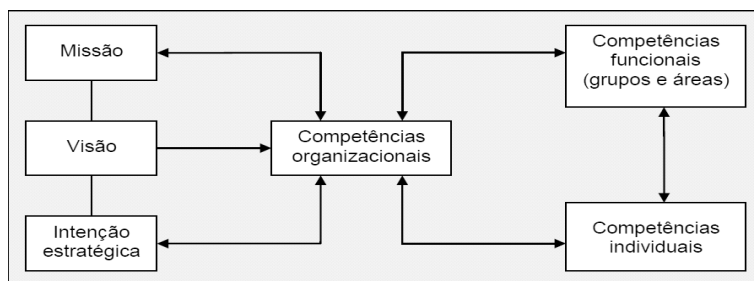 Missão
Visão
Intenção
estratégica
Competências
organizacionais
Competências
funcionais
(grupos e áreas)
Competências
individuais